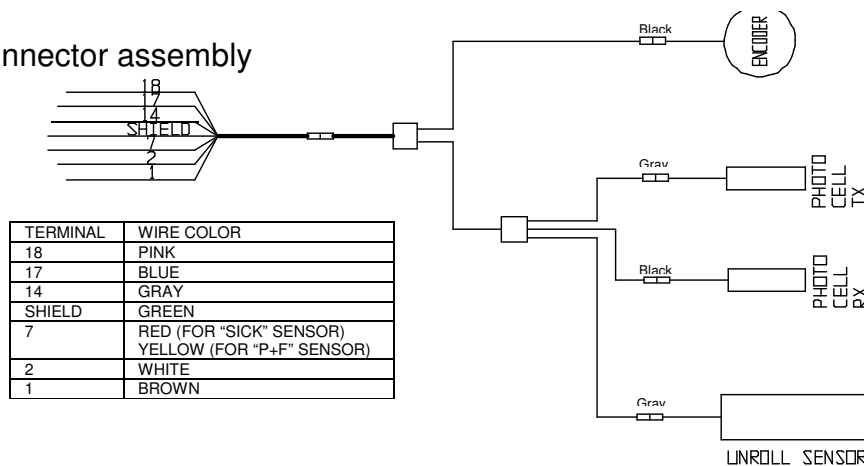 nnector assembly
18
17
14
SHIELD
7
2
1
Black
ENCODER
Gray
PHOTO
CELL
TX
Black
PHOTO
CELL
RX
Gray
UNROLL SENSOR
TERMINAL WIRE COLOR
18 PINK
17 BLUE
14 GRAY
SHIELD GREEN
7 RED (FOR “SICK” SENSOR)
YELLOW (FOR “P+F” SENSOR)
2 WHITE
1 BROWN